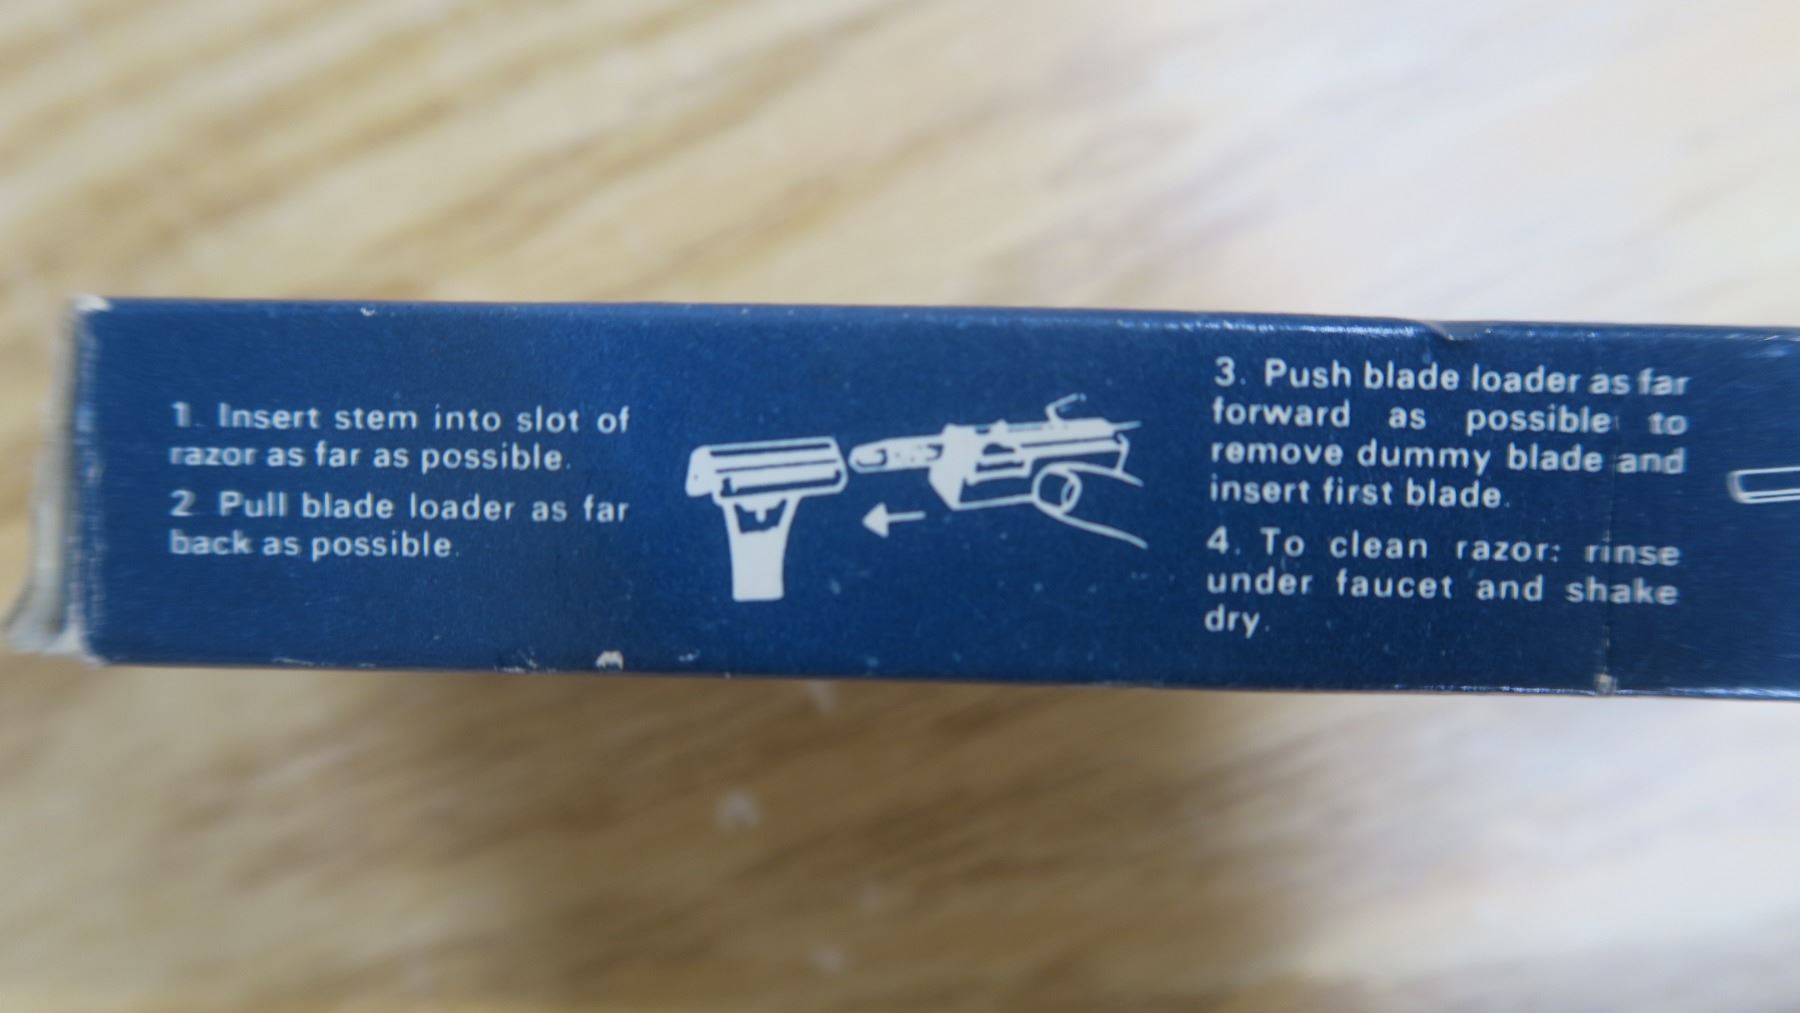 1. Insert stem into slot of
razor as far as possible.
2. Pull blade loader as far
back as possible.
3. Push blade loader as far
forward as possible to
remove dummy blade and
insert first blade.
4. To clean razor: rinse
under faucet and shake
dry.